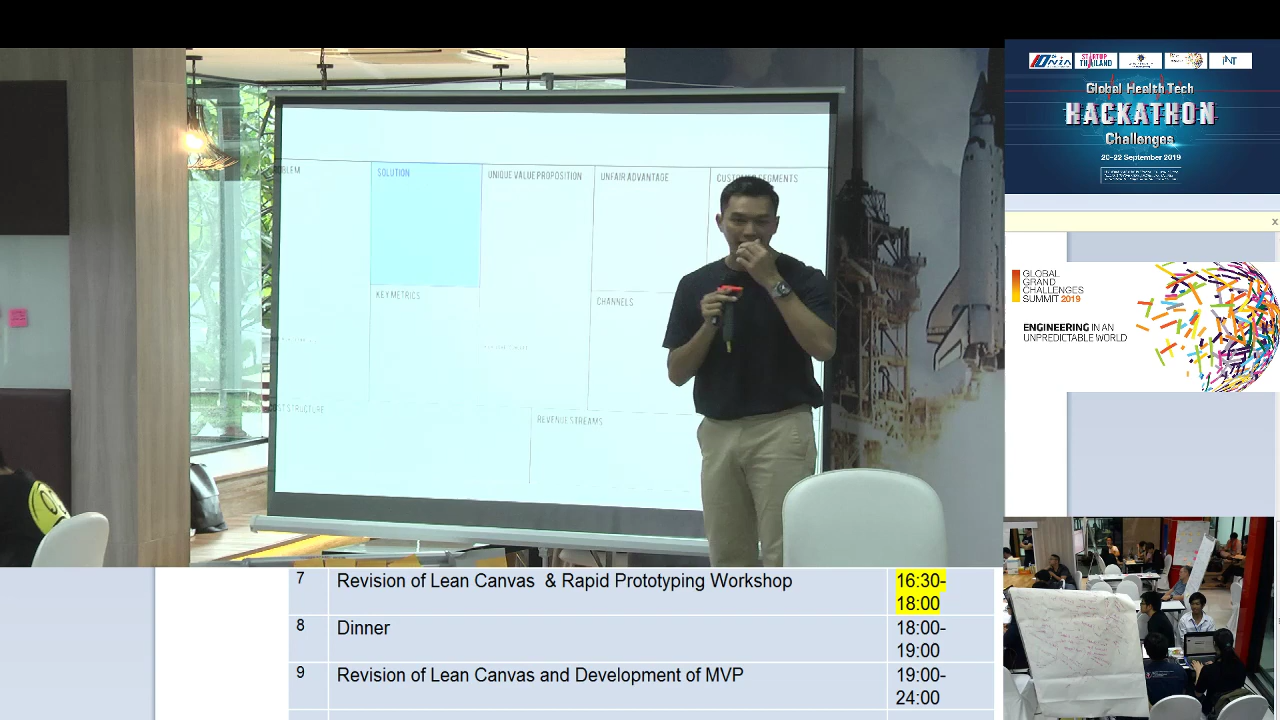 SOLUTION
UNIQUE VALUE PROPOSITION
UNFAIR ADVANTAGE
KEY METRICS
CHANNELS
REVENUE STREAMS
7
Revision of Lean Canvas & Rapid Prototyping Workshop
16:30-
18:00
8
Dinner
18:00-
19:00
9
Revision of Lean Canvas and Development of MVP
19:00-
24:00
NIA
STARTUP
THAILAND
iNT
Global HealthTech
HACKATHON
Challenges
20-22 September 2019
x
GLOBAL
GRAND
CHALLENGES
SUMMIT 2019
ENGINEERING IN AN
UNPREDICTABLE WORLD